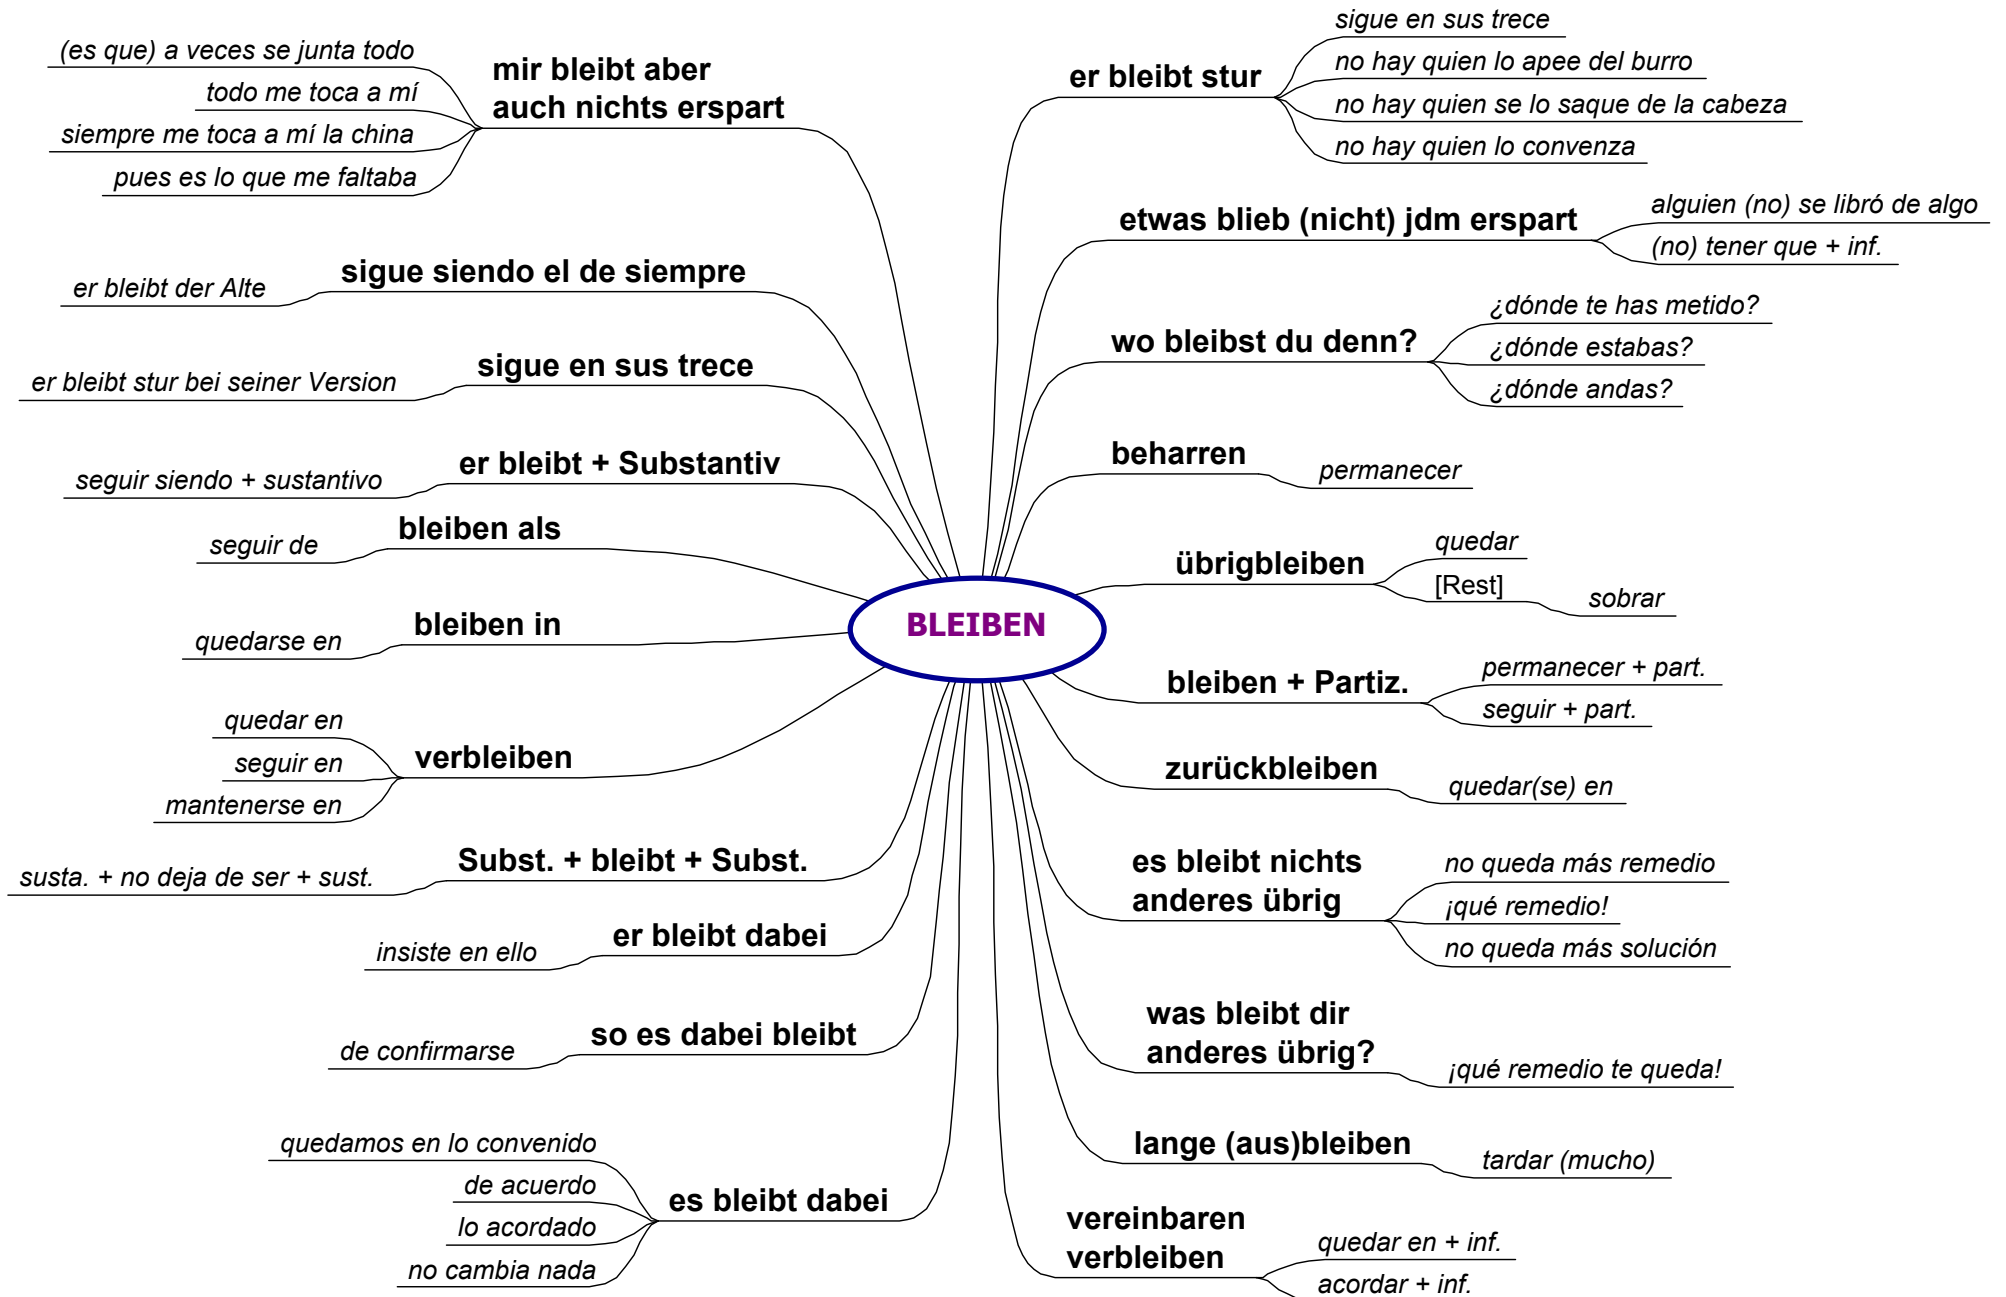 (es que) a veces se junta todo
todo me toca a mí
siempre me toca a mí la china
pues es lo que me faltaba
mir bleibt aber
auch nichts erspart
er bleibt der Alte
sigue siendo el de siempre
er bleibt stur bei seiner Version
sigue en sus trece
seguir siendo + sustantivo
er bleibt + Substantiv
seguir de
bleiben als
quedarse en
bleiben in
quedar en
seguir en
mantenerse en
verbleiben
susta. + no deja de ser + sust.
Subst. + bleibt + Subst.
insiste en ello
er bleibt dabei
de confirmarse
so es dabei bleibt
quedamos en lo convenido
de acuerdo
lo acordado
no cambia nada
es bleibt dabei
BLEIBEN
er bleibt stur
sigue en sus trece
no hay quien lo apee del burro
no hay quien se lo saque de la cabeza
no hay quien lo convenza
etwas blieb (nicht) jdm erspart
alguien (no) se libró de algo
(no) tener que + inf.
wo bleibst du denn?
¿dónde te has metido?
¿dónde estabas?
¿dónde andas?
beharren
permanecer
übrigbleiben
quedar
[Rest]
sobrar
bleiben + Partiz.
permanecer + part.
seguir + part.
zurückbleiben
quedar(se) en
es bleibt nichts
anderes übrig
no queda más remedio
¡qué remedio!
no queda más solución
was bleibt dir
anderes übrig?
¡qué remedio te queda!
lange (aus)bleiben
tardar (mucho)
vereinbaren
verbleiben
quedar en + inf.
acordar + inf.